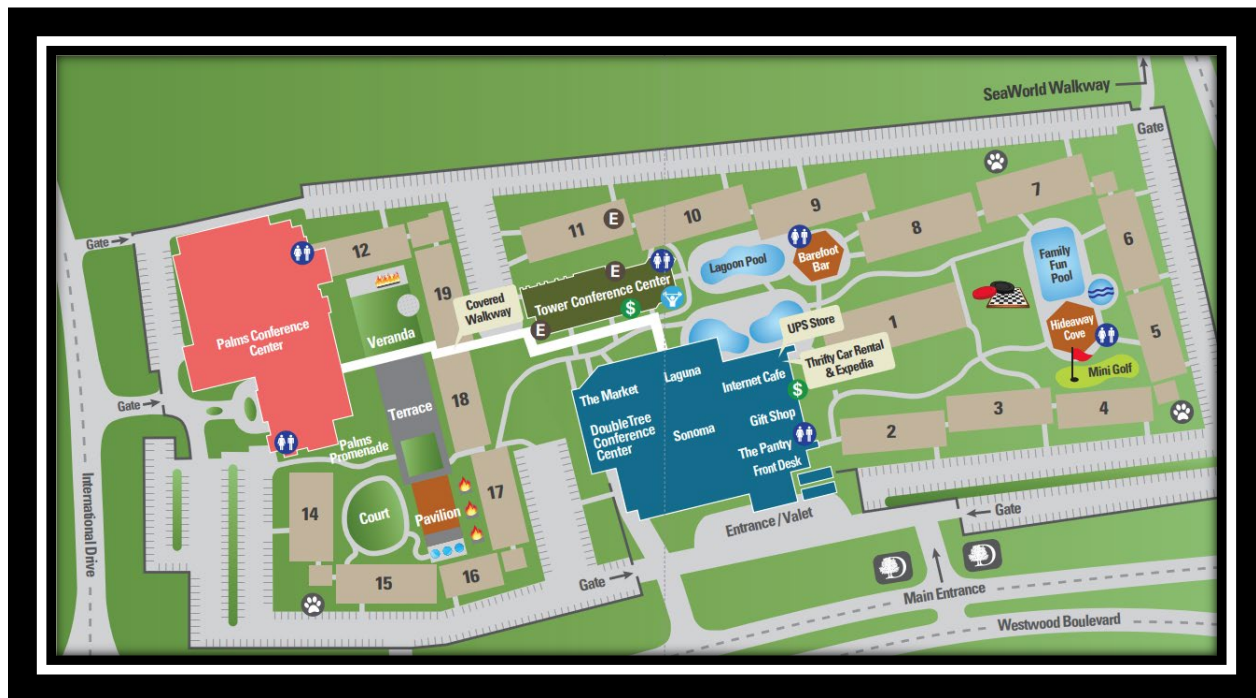 SeaWorld Walkway
Gate
7
9
10
11
E
8
6
12
Gate
Barefoot
Bar
Lagoon Pool
Family
Fun
Pool
19
E
Tower Conference Center
Covered
Walkway
$
E
Palms Conference
Center
Veranda
UPS Store
1
Hideaway
Cove
5
Thrifty Car Rental
& Expedia
Mini Golf
Laguna
Internet Cafe
The Market
$
18
Terrace
Gate
DoubleTree
Conference
Center
Sonoma
Gift Shop
3
4
2
Palms
Promenade
The Pantry
Front Desk
17
14
Court
Pavilion
Entrance / Valet
Gate
International Drive
15
16
Gate
D
D
Main Entrance
Westwood Boulevard